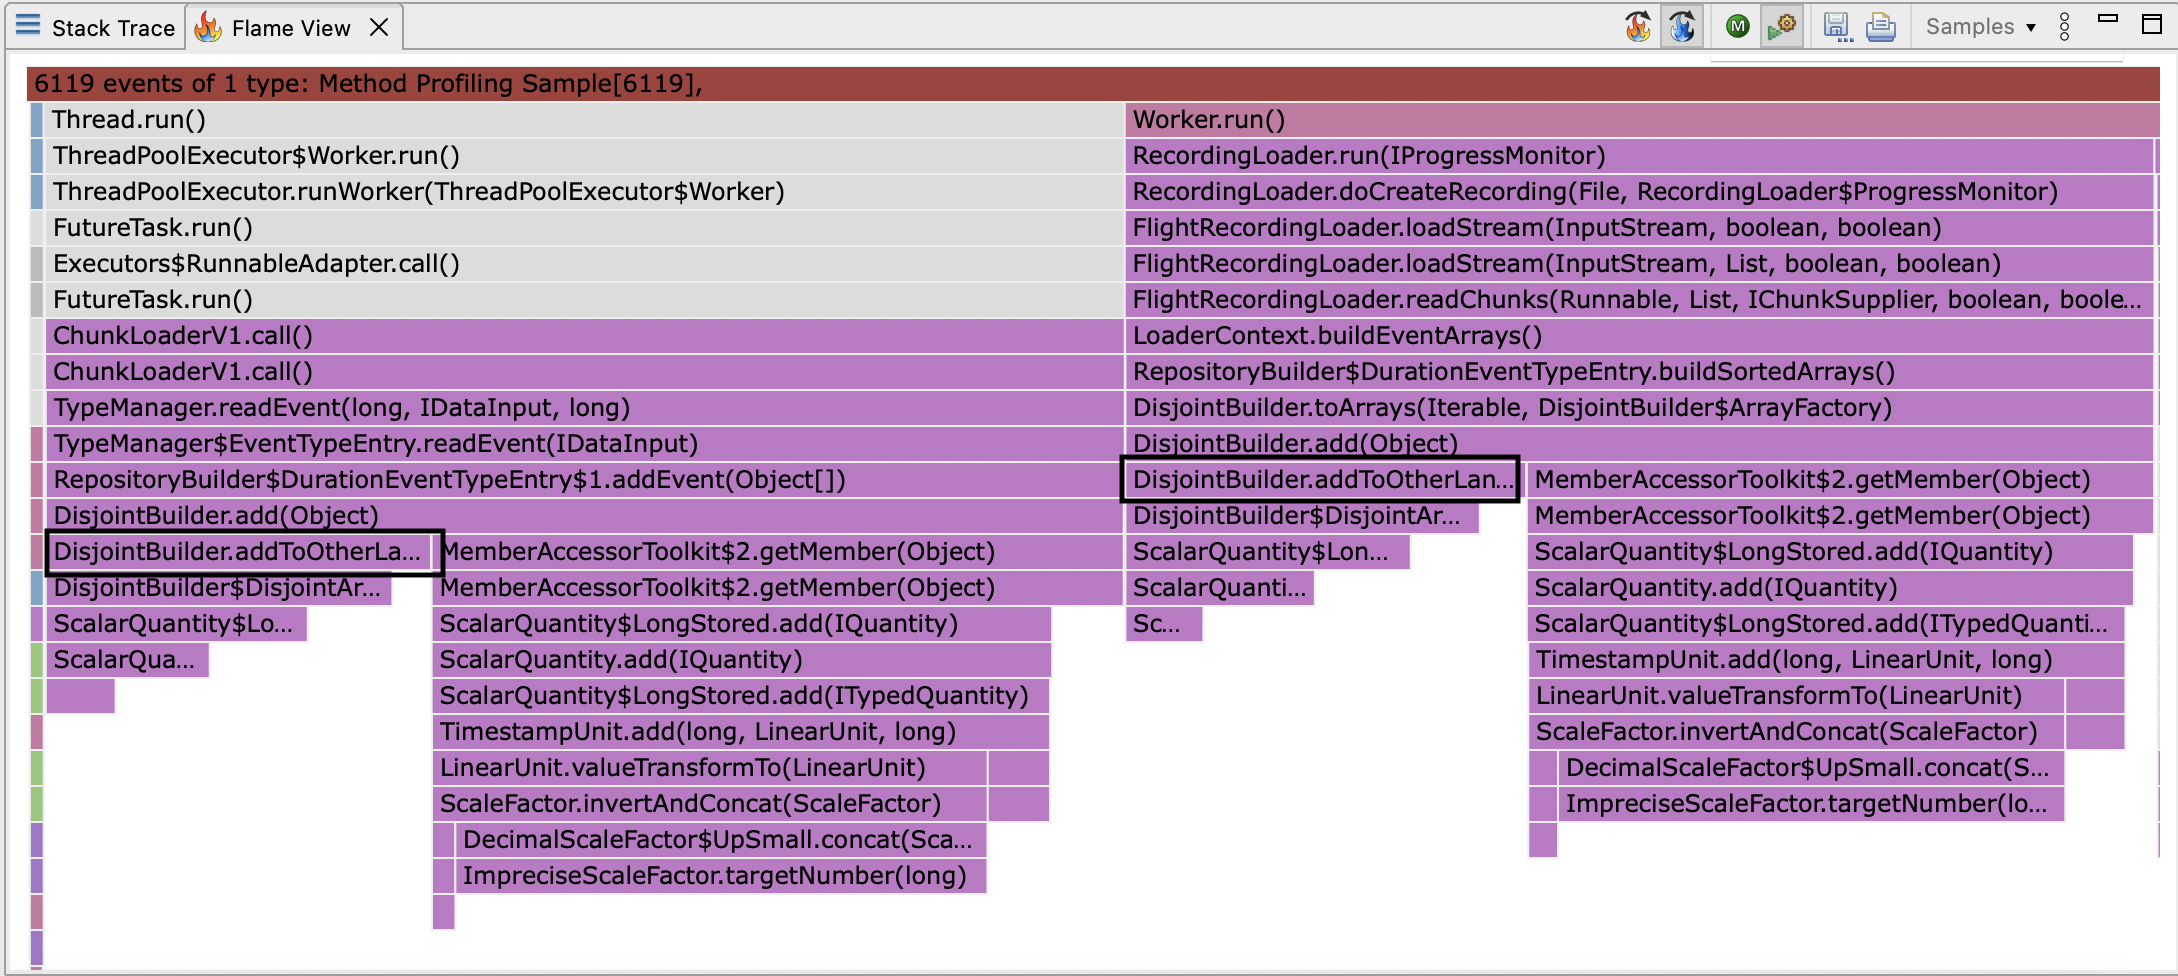 Stack Trace Flame View Samples
M
6119 events of 1 type: Method Profiling Sample[6119],
Thread.run() Worker.run()
ThreadPoolExecutor$Worker.run() RecordingLoader.run(IProgressMonitor)
ThreadPoolExecutor.runWorker(ThreadPoolExecutor$Worker) RecordingLoader.doCreateRecording(File, RecordingLoader$ProgressMonitor)
FutureTask.run() FlightRecordingLoader.loadStream(InputStream, boolean, boolean)
Executors$RunnableAdapter.call() FlightRecordingLoader.loadStream(InputStream, List, boolean, boolean)
FutureTask.run() FlightRecordingLoader.readChunks(Runnable, List, IChunkSupplier, boolean, boole...
ChunkLoaderV1.call() LoaderContext.buildEventArrays()
ChunkLoaderV1.call() RepositoryBuilder$DurationEventTypeEntry.buildSortedArrays()
TypeManager.readEvent(long, IDataInput, long) DisjointBuilder.toArrays(Iterable, DisjointBuilder$ArrayFactory)
TypeManager$EventTypeEntry.readEvent(IDataInput) DisjointBuilder.add(Object)
RepositoryBuilder$DurationEventTypeEntry$1.addEvent(Object[]) DisjointBuilder.addToOtherLan... MemberAccessorToolkit$2.getMember(Object)
DisjointBuilder.add(Object) DisjointBuilder$DisjointAr... MemberAccessorToolkit$2.getMember(Object)
DisjointBuilder.addToOtherLa... MemberAccessorToolkit$2.getMember(Object) ScalarQuantity$Lon... ScalarQuantity$LongStored.add(IQuantity)
DisjointBuilder$DisjointAr... MemberAccessorToolkit$2.getMember(Object) ScalarQuanti... ScalarQuantity.add(IQuantity)
ScalarQuantity$Lo... ScalarQuantity$LongStored.add(IQuantity) Sc... ScalarQuantity$LongStored.add(ITypedQuanti...
ScalarQua... ScalarQuantity.add(IQuantity) TimestampUnit.add(long, LinearUnit, long)
ScalarQuantity$LongStored.add(ITypedQuantity) LinearUnit.valueTransformTo(LinearUnit)
TimestampUnit.add(long, LinearUnit, long) ScaleFactor.invertAndConcat(ScaleFactor)
LinearUnit.valueTransformTo(LinearUnit) DecimalScaleFactor$UpSmall.concat(S...
ScaleFactor.invertAndConcat(ScaleFactor) ImpreciseScaleFactor.targetNumber(lo...
DecimalScaleFactor$UpSmall.concat(Sca...
ImpreciseScaleFactor.targetNumber(long)